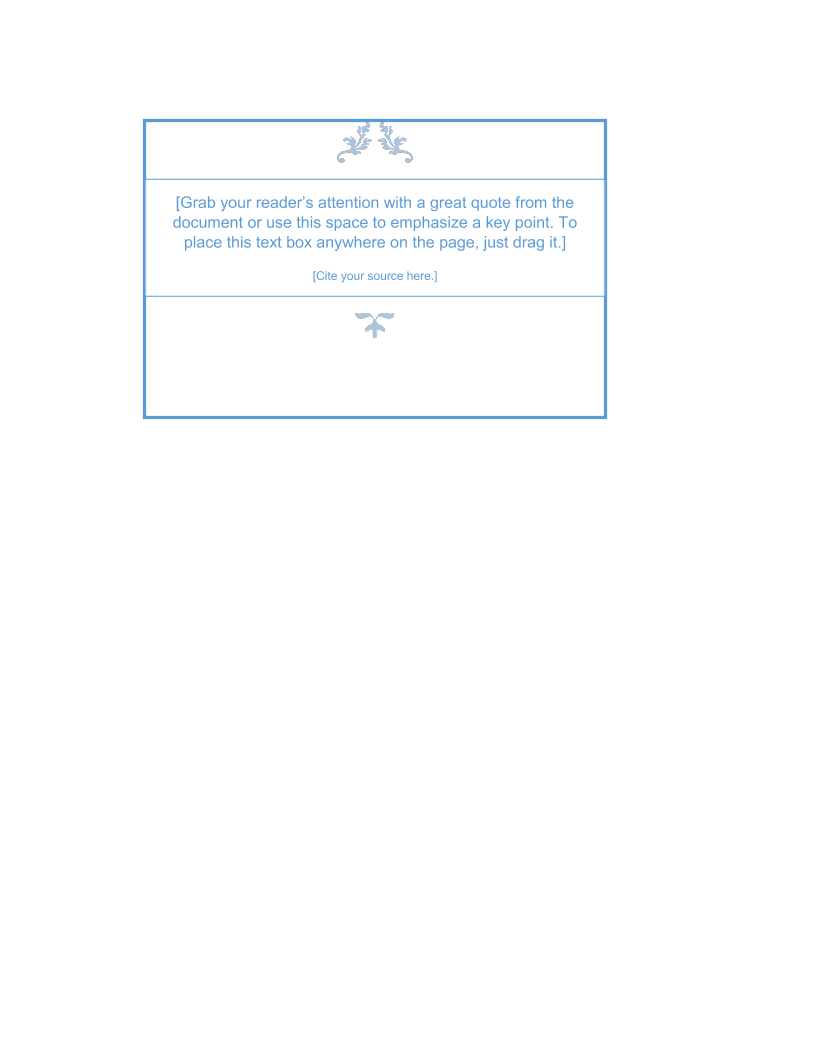 [Grab your reader’s attention with a great quote from the
document or use this space to emphasize a key point. To
place this text box anywhere on the page, just drag it.]
[Cite your source here.]